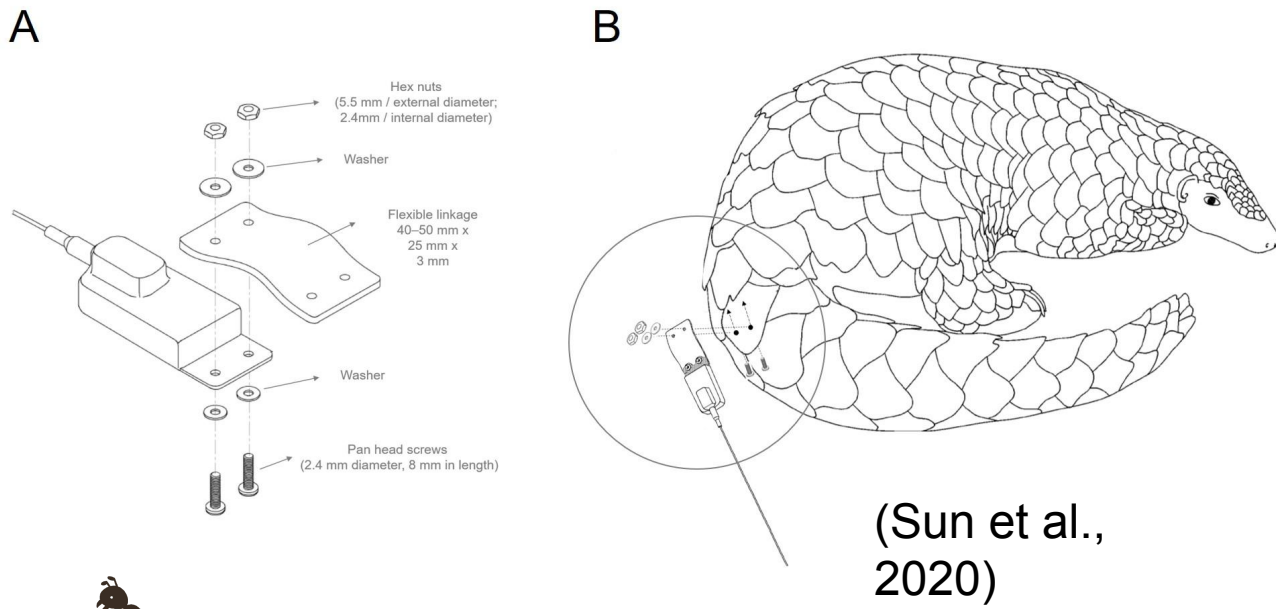 A
B
Hex nuts
(5.5 mm / external diameter;
2.4mm / internal diameter)
Washer
Flexible linkage
40–50 mm x
25 mm x
3 mm
Washer
Pan head screws
(2.4 mm diameter, 8 mm in length)
(Sun et al.,
2020)